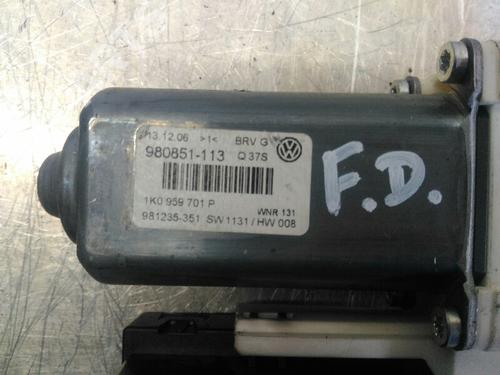 13.12.06 >1< BRV G
980851-113 Q 37S
1K0 959 701 P
WNR 131
981235-351 SW 1131 / HW 008
F.D.